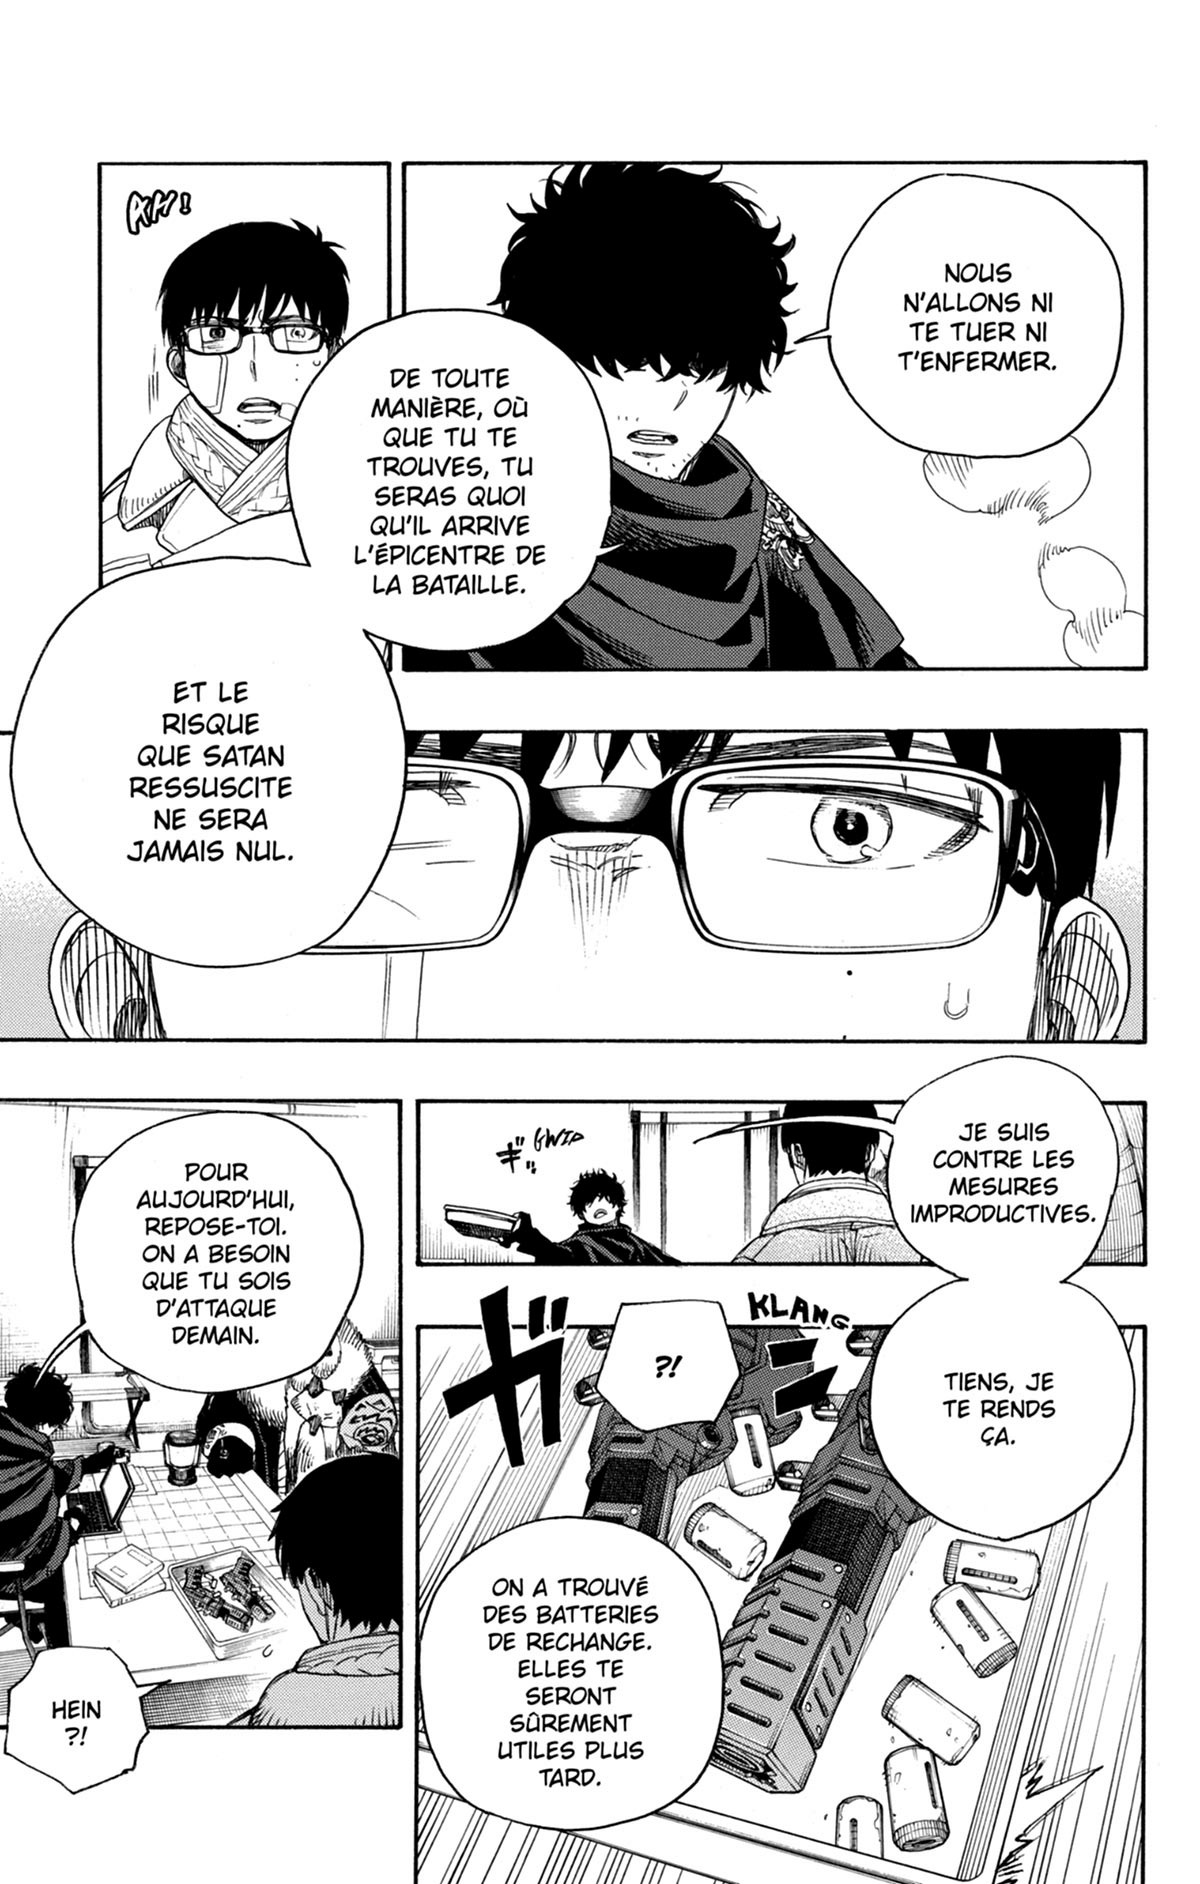 NOUS
N'ALLONS NI
TE TUER NI
T'ENFERMER.
DE TOUTE
MANIÈRE, OÙ
QUE TU TE
TROUVES, TU
SERAS QUOI
QU'IL ARRIVE
L'ÉPICENTRE DE
LA BATAILLE.
AH!
ET LE
RISQUE
QUE SATAN
RESSUSCITE
NE SERA
JAMAIS NUL.
JE SUIS
CONTRE LES
MESURES
IMPRODUCTIVES.
ギ
GWIP
TIENS, JE
TE RENDS
ÇA.
KLANG
ガシ
?!
ON A TROUVÉ
DES BATTERIES
DE RECHANGE.
ELLES TE
SERONT
SÛREMENT
UTILES PLUS
TARD.
POUR
AUJOURD'HUI,
REPOSE-TOI.
ON A BESOIN
QUE TU SOIS
D'ATTAQUE
DEMAIN.
HEIN
?!